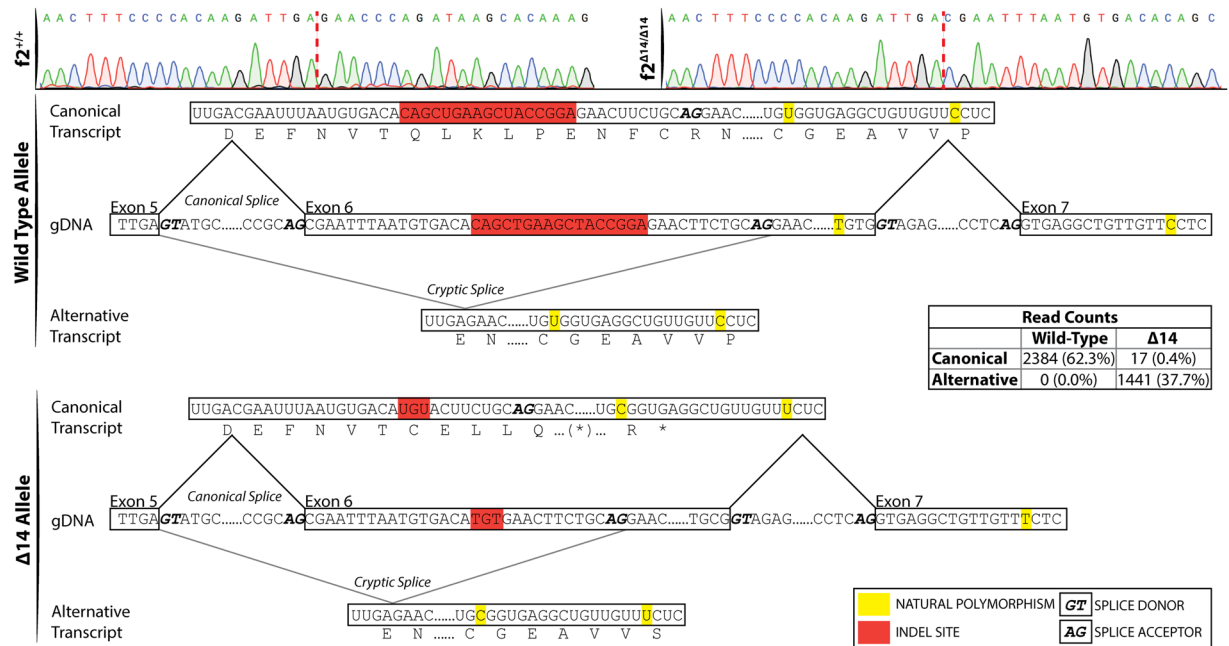 A A C T T T C C C C A C A A G A T T G A G A A C C C A G A T A A G C A C A A A G
A A C T T T C C C C A C A A G A T T G A C G A A T T T A A T G T G A C A C A G C
f2+/+
f2Δ14/Δ14
Wild Type Allele
Canonical Transcript
UUGACGAAUUUAAUGUGACACAGCUGAAGCUACCGGAGAACUUCUGCAGGAAC......UGUGGUGAGGCUGUUGUUCCUC
D E F N V T Q L K L P E N F C R N ... C G E A V V P
Canonical Splice
Exon 5
Exon 6
Exon 7
gDNA
TTGAGTATGC.....CCGCAGCGAATTTAATGTGACACAGCTGAAGCTACCGGAGAACTTCTGCAGGAAC.....TGTGGTAGAG.....CCTCAGGTGAGGCTGTTGTTCCTC
Cryptic Splice
Alternative Transcript
UUGAGAAC......UGUGGUGAGGCUGUUGUUCCUC
E N ...... C G E A V V P
Read Counts
Wild-Type Δ14
Canonical 2384 (62.3%) 17 (0.4%)
Alternative 0 (0.0%) 1441 (37.7%)
Δ14 Allele
Canonical Transcript
UUGACGAAUUUAAUGUGACAUGUACUUCUGCAGGAAC......UGCGGUGAGGCUGUUGUUUCUC
D E F N V T C E L L Q ...(*)... R *
Canonical Splice
Exon 5
Exon 6
Exon 7
gDNA
TTGAGTATGC.....CCGCAGCGAATTTAATGTGACATGTGAACTTCTGCAGGAAC.....TGCGGTAGAG......CCTCAGGTGAGGCTGTTGTTTCTC
Cryptic Splice
Alternative Transcript
UUGAGAAC......UGCGGUGAGGCUGUUGUUUCUC
E N ...... C G E A V V S
NATURAL POLYMORPHISM
GT SPLICE DONOR
INDEL SITE
AG SPLICE ACCEPTOR